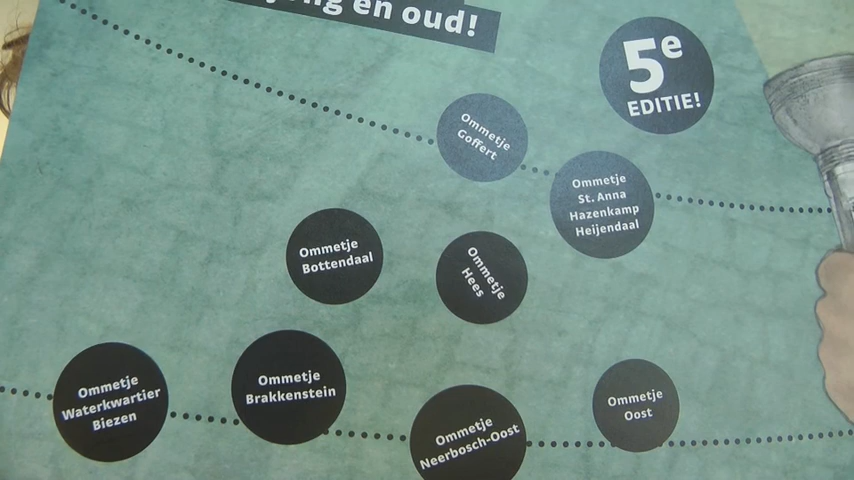 en oud!
5e
EDITIE!
Ommetje
Goffert
Ommetje
St. Anna
Hazenkamp
Heijendaal
Ommetje
Bottendaal
Ommetje
Hees
Ommetje
Waterkwartier
Biezen
Ommetje
Brakkenstein
Ommetje
Neerbosch-Oost
Ommetje
Oost